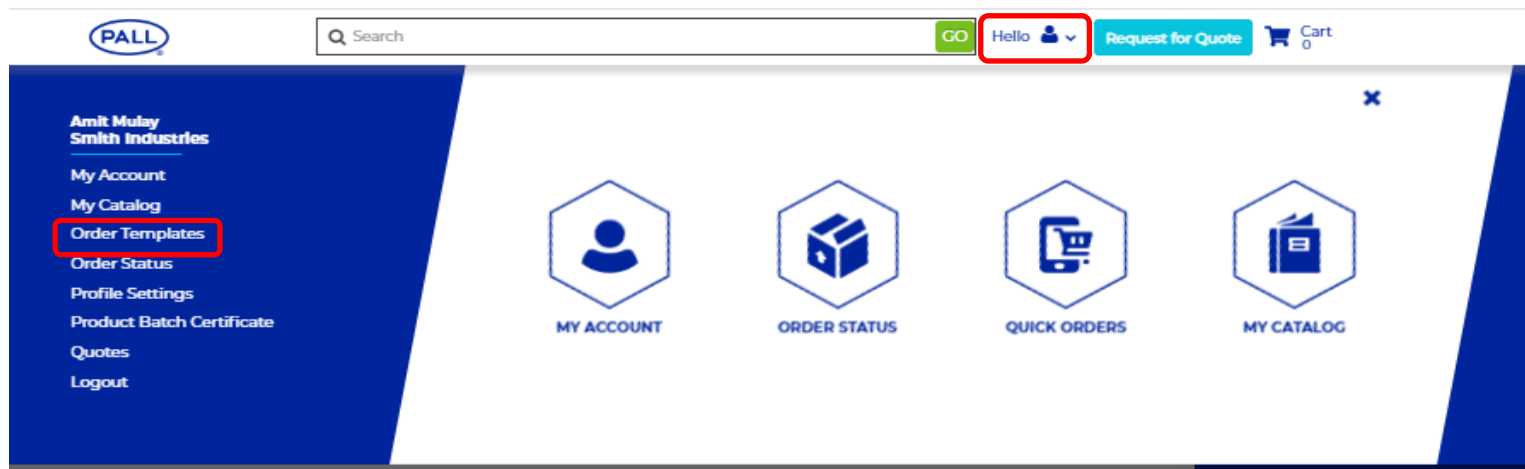 PALL
Search
GO
Hello
Request for Quote
Cart
0
Amit Mulay
Smith Industries
My Account
My Catalog
Order Templates
Order Status
Profile Settings
Product Batch Certificate
Quotes
Logout
MY ACCOUNT
ORDER STATUS
QUICK ORDERS
MY CATALOG